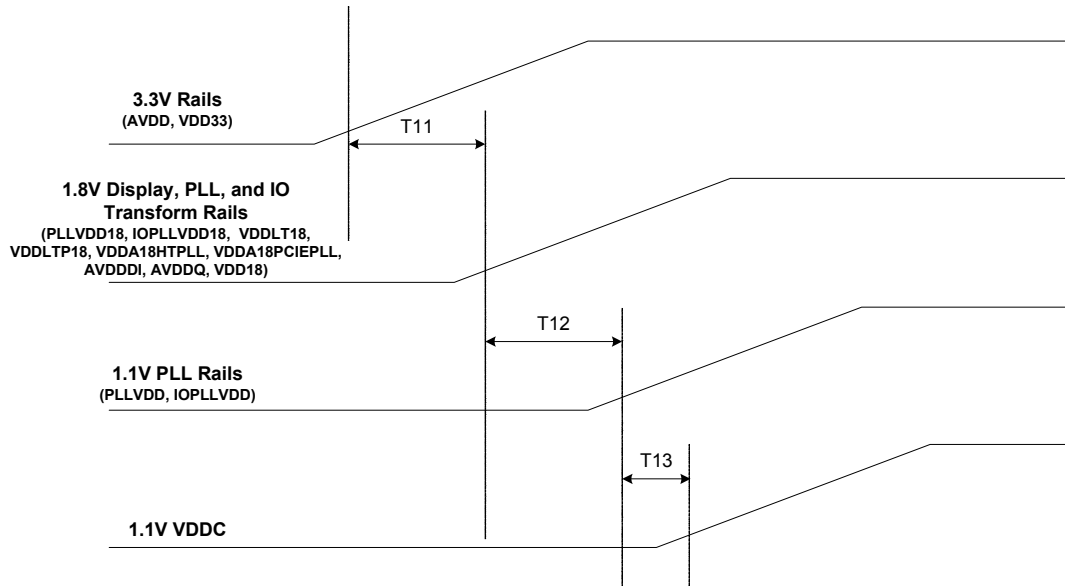 3.3V Rails
(AVDD, VDD33)
T11
1.8V Display, PLL, and IO
Transform Rails
(PLLVDD18, IOPLLVDD18, VDDLT18,
VDDLTP18, VDDA18HTPLL, VDDA18PCIEPLL,
AVDDDI, AVDDQ, VDD18)
T12
1.1V PLL Rails
(PLLVDD, IOPLLVDD)
T13
1.1V VDDC